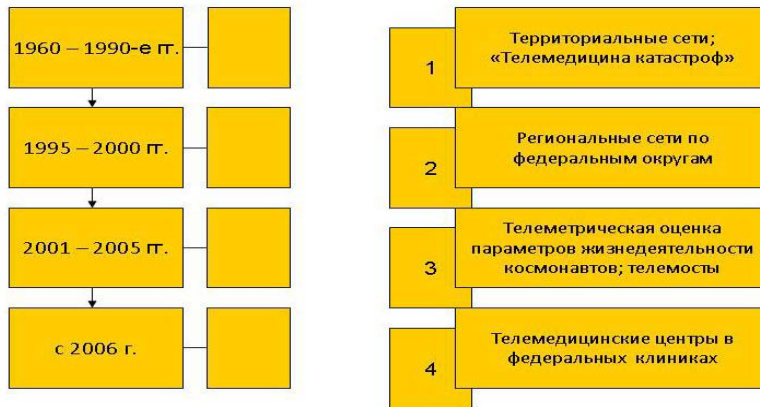 1960 – 1990-е гг.
1995 – 2000 гг.
2001 – 2005 гг.
с 2006 г.
1
Территориальные сети;
«Телемедицина катастроф»
2
Региональные сети по
федеральным округам
3
Телеметрическая оценка
параметров жизнедеятельности
космонавтов; телемосты
4
Телемедицинские центры в
федеральных клиниках